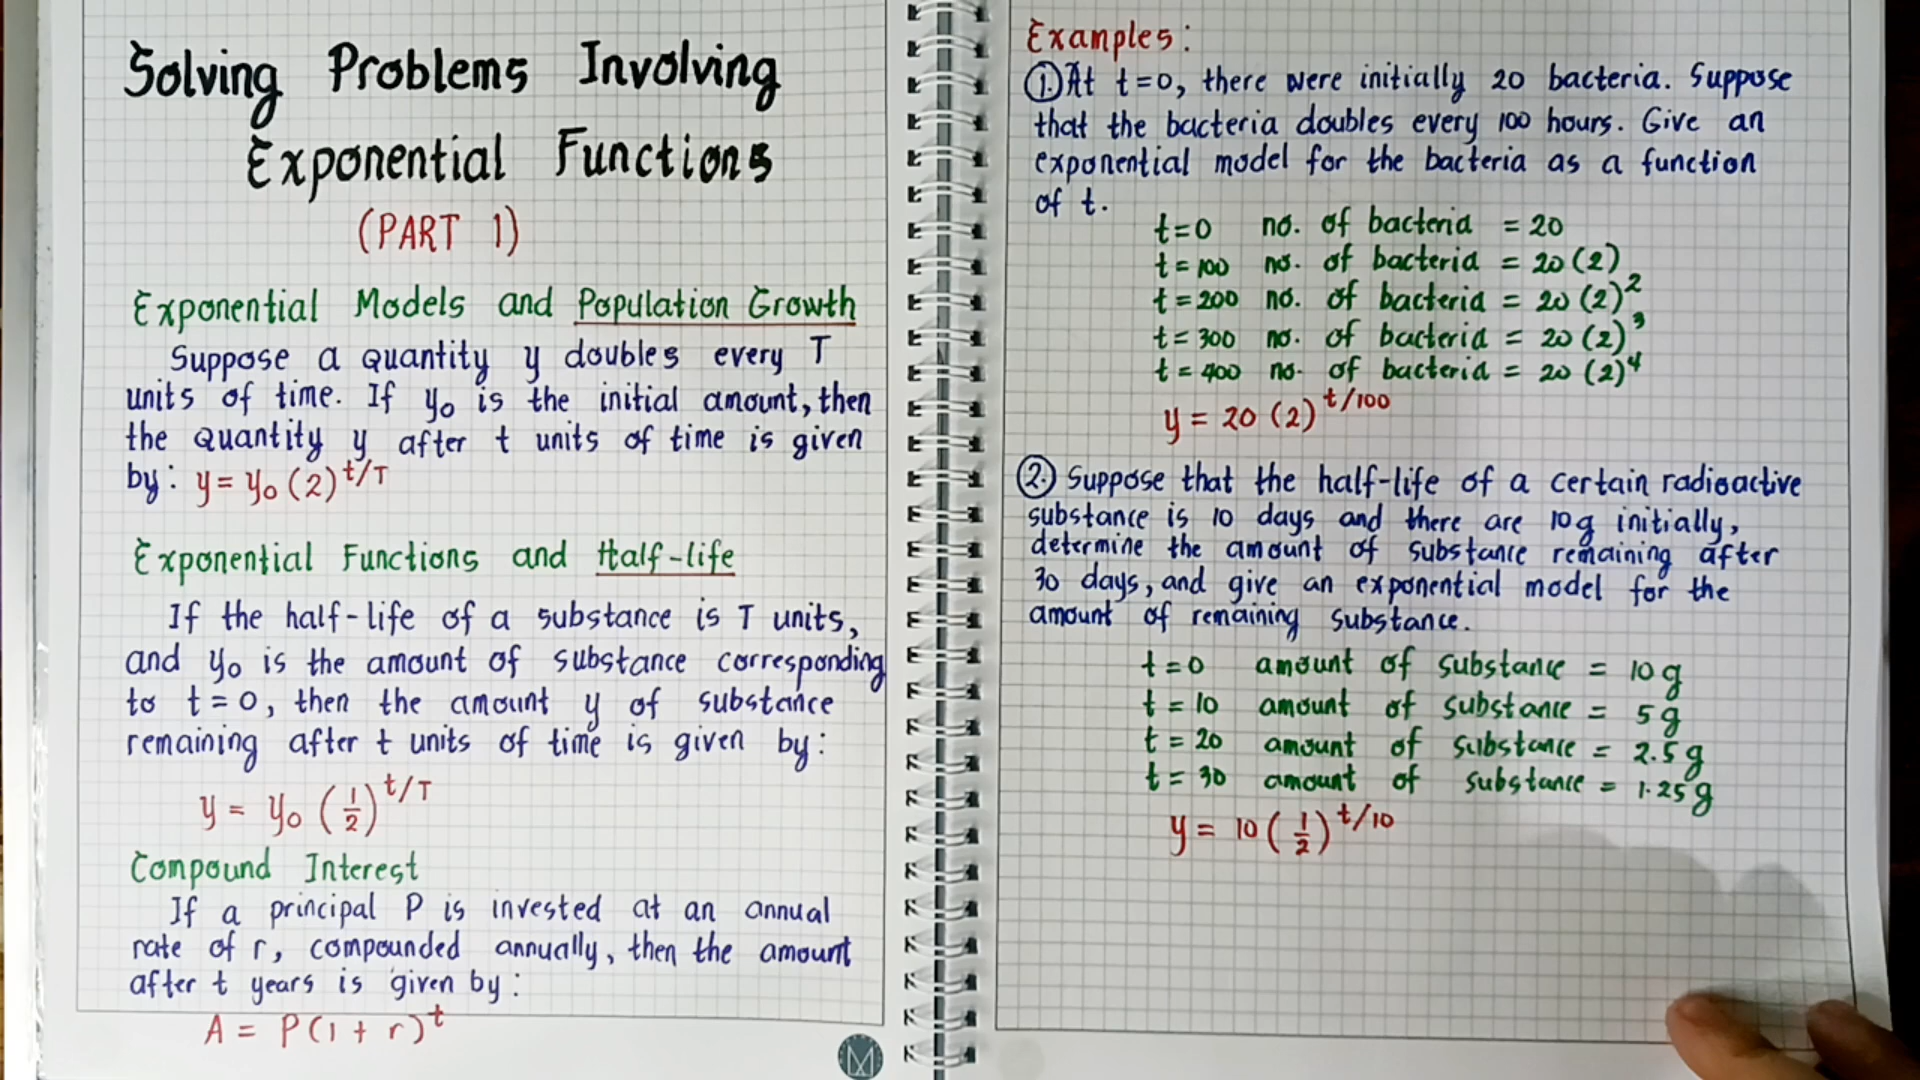 Solving Problems Involving
Exponential Functions
(PART 1)
Exponential Models and Population Growth
Suppose a quantity y doubles every T
units of time. If y₀ is the initial amount, then
the quantity y after t units of time is given
by: y = y₀ (2)^t/T
Exponential Functions and Half-life
If the half-life of a substance is T units,
and y₀ is the amount of substance corresponding
to t = 0, then the amount y of substance
remaining after t units of time is given by:
y = y₀ (1/2)^t/T
Compound Interest
If a principal P is invested at an annual
rate of r, compounded annually, then the amount
after t years is given by:
A = P(1 + r)^t
Examples:
1. At t=0, there were initially 20 bacteria. Suppose
that the bacteria doubles every 100 hours. Give an
exponential model for the bacteria as a function
of t.
t=0 no. of bacteria = 20
t = 100 no. of bacteria = 20 (2)
t = 200 no. of bacteria = 20 (2)²
t = 300 no. of bacteria = 20 (2)³
t = 400 no. of bacteria = 20 (2)⁴
y = 20 (2)^t/100
2. Suppose that the half-life of a certain radioactive
substance is 10 days and there are 10g initially,
determine the amount of substance remaining after
30 days, and give an exponential model for the
amount of remaining substance.
t = 0 amount of substance = 10 g
t = 10 amount of substance = 5 g
t = 20 amount of substance = 2.5 g
t = 30 amount of substance = 1.25 g
y = 10 (1/2)^t/10